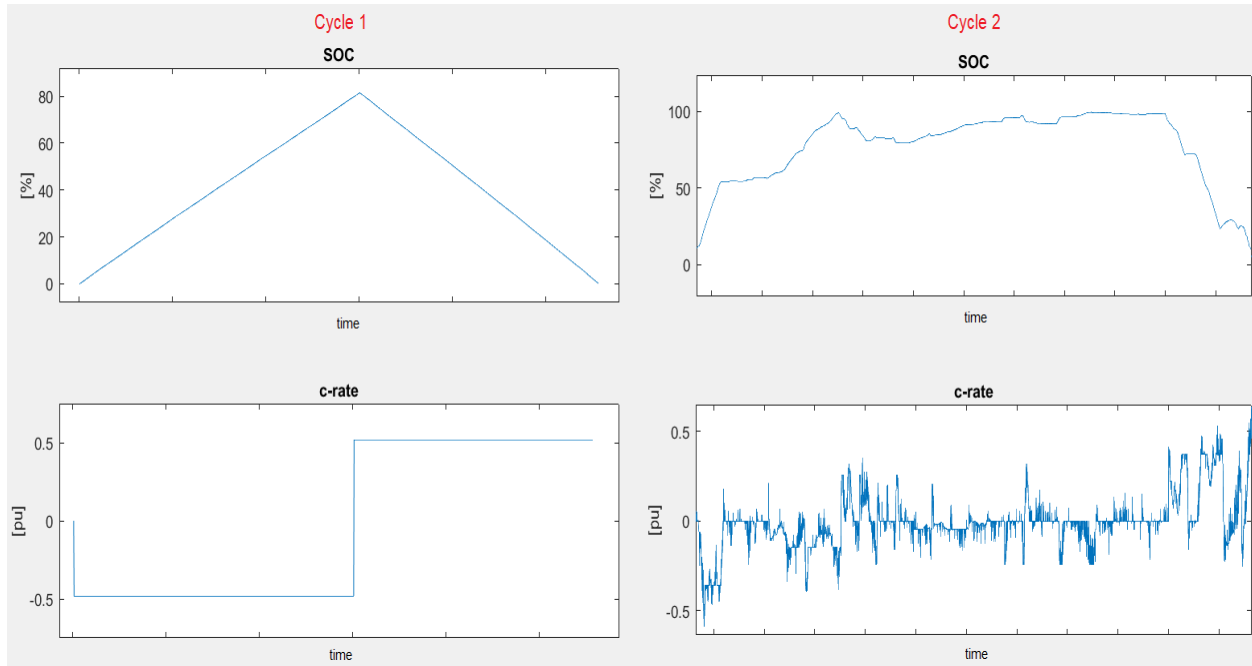 Cycle 1
SOC
80
60
40
20
0
[%]
time
c-rate
0.5
0
-0.5
[pu]
time
Cycle 2
SOC
100
50
0
[%]
time
c-rate
0.5
0
-0.5
[pu]
time